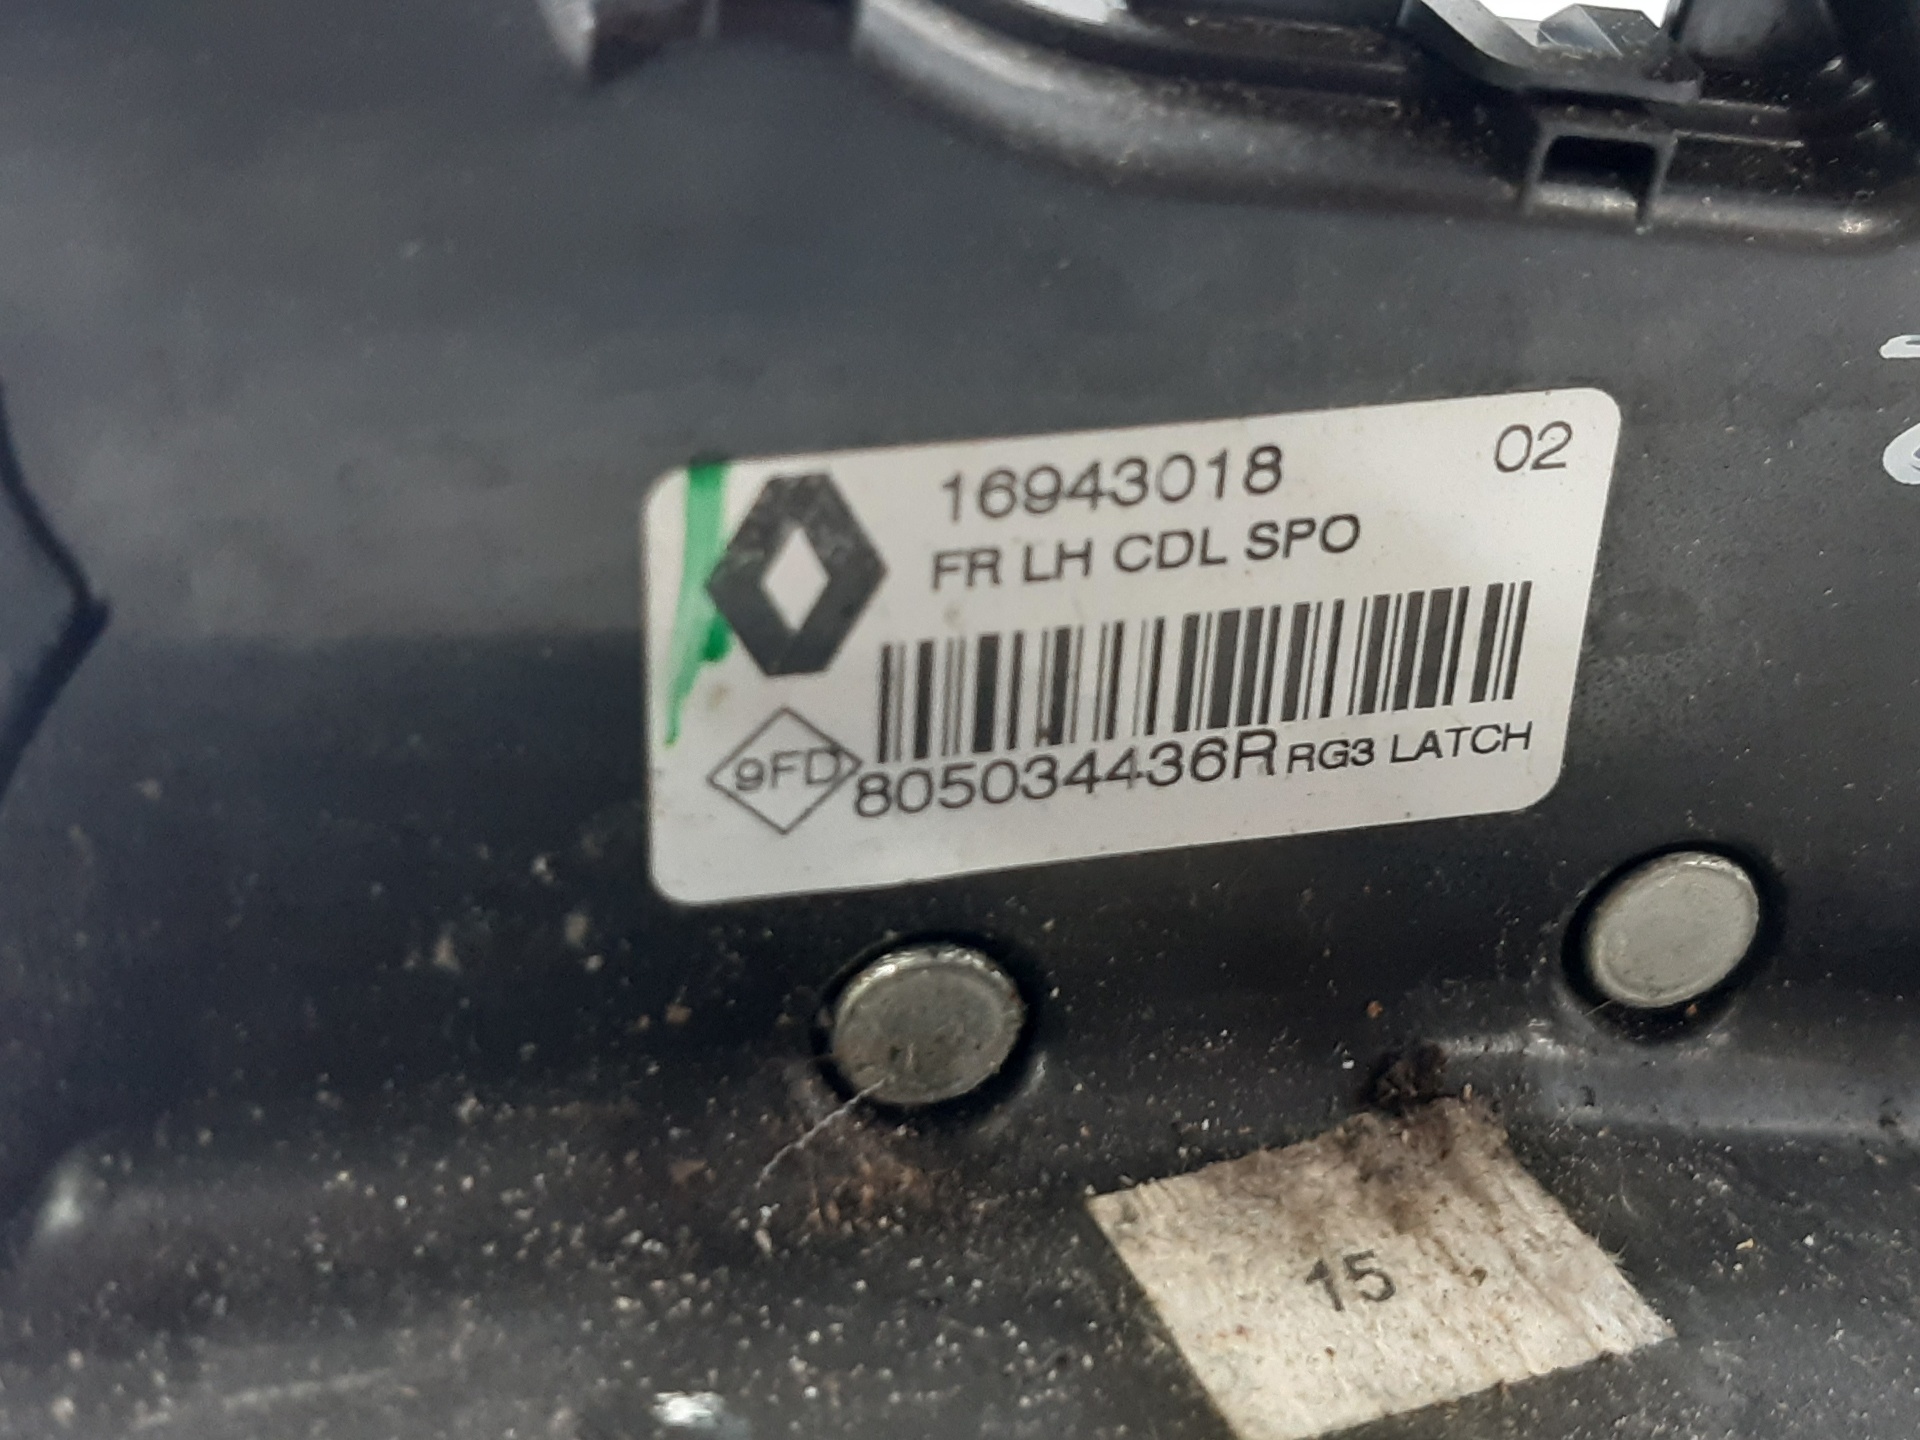 16943018 02
FR LH CDL SPO
9FD 805034436R RG3 LATCH
15